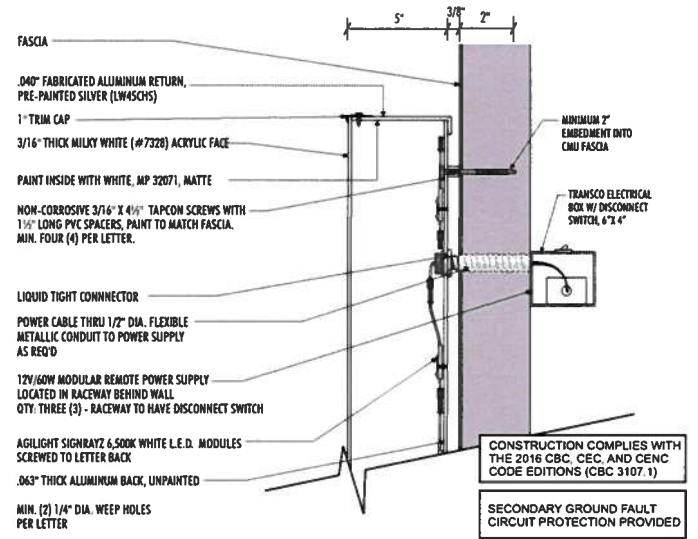 5" 3/8" 2"
FASCIA
.040" FABRICATED ALUMINUM RETURN,
PRE-PAINTED SILVER (LW45CHS)
1" TRIM CAP
3/16" THICK MILKY WHITE (#7328) ACRYLIC FACE
PAINT INSIDE WITH WHITE, MP 32071, MATTE
NON-CORROSIVE 3/16" X 4½" TAPCON SCREWS WITH
1½" LONG PVC SPACERS, PAINT TO MATCH FASCIA.
MIN. FOUR (4) PER LETTER.
LIQUID TIGHT CONNNECTOR
POWER CABLE THRU 1/2" DIA. FLEXIBLE
METALLIC CONDUIT TO POWER SUPPLY
AS REQ'D
12V/60W MODULAR REMOTE POWER SUPPLY
LOCATED IN RACEWAY BEHIND WALL
QTY: THREE (3) - RACEWAY TO HAVE DISCONNECT SWITCH
AGILIGHT SIGNRAYZ 6,500K WHITE L.E.D. MODULES
SCREWED TO LETTER BACK
.063" THICK ALUMINUM BACK, UNPAINTED
MIN. (2) 1/4" DIA. WEEP HOLES
PER LETTER
MINIMUM 2"
EMBEDMENT INTO
CMU FASCIA
TRANSCO ELECTRICAL
BOX W/ DISCONNECT
SWITCH, 6"X 4"
CONSTRUCTION COMPLIES WITH
THE 2016 CBC, CEC, AND CENC
CODE EDITIONS (CBC 3107.1)
SECONDARY GROUND FAULT
CIRCUIT PROTECTION PROVIDED